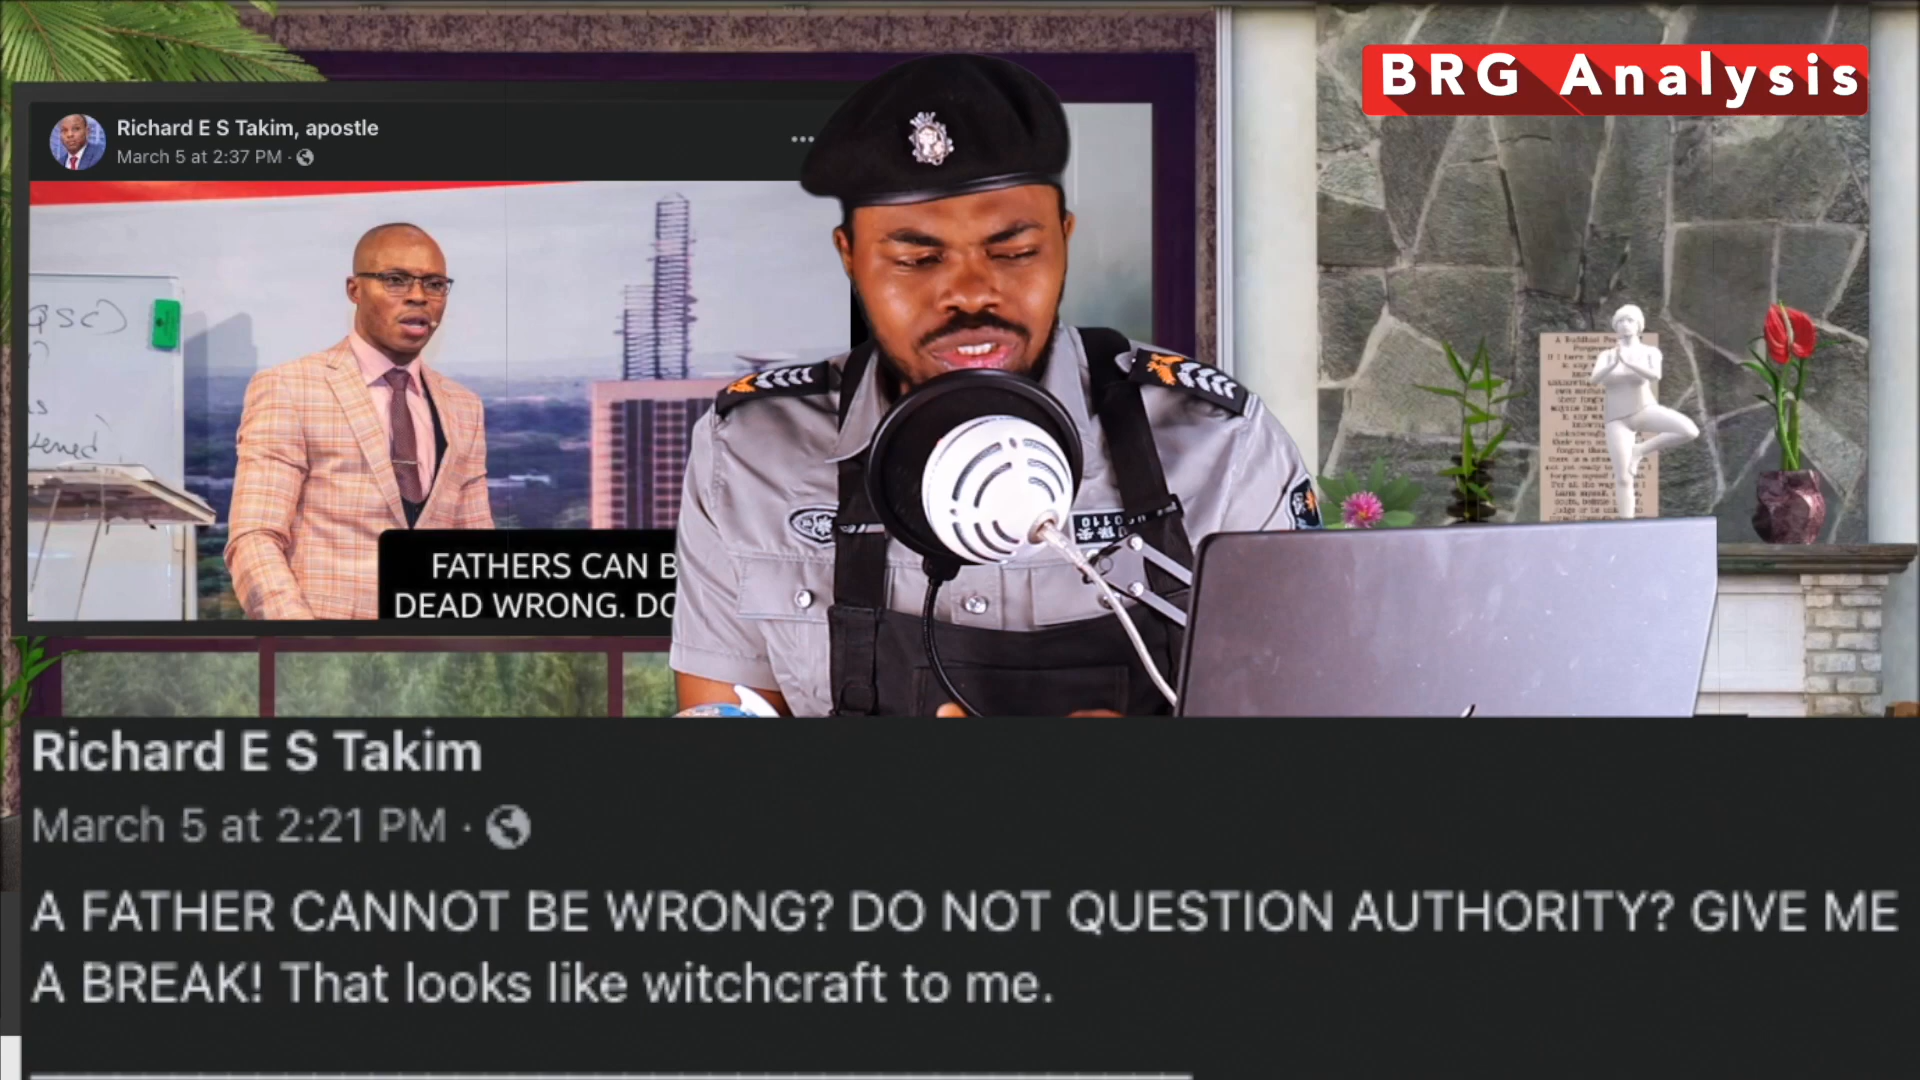 BRG Analysis
Richard E S Takim, apostle
March 5 at 2:37 PM ·
FATHERS CAN B
DEAD WRONG. DO
Richard E S Takim
March 5 at 2:21 PM ·
A FATHER CANNOT BE WRONG? DO NOT QUESTION AUTHORITY? GIVE ME
A BREAK! That looks like witchcraft to me.